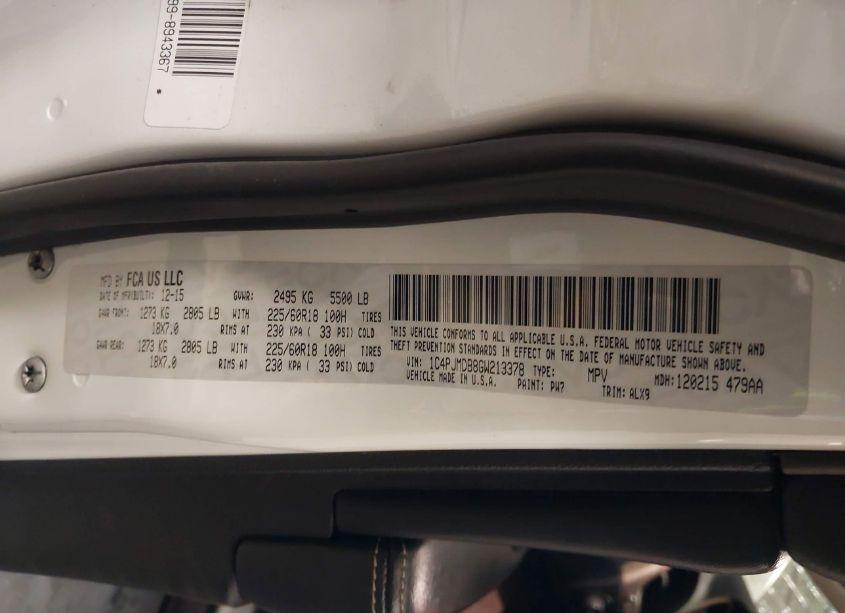 99-8943367
*
MFD BY FCA US LLC
DATE OF MFR(BUILT): 12-15 GVWR: 2495 KG 5500 LB
GAWR FRONT: 1273 KG 2805 LB WITH 225/60R18 100H TIRES
18X7.0 RIMS AT 230 KPA ( 33 PSI) COLD
GAWR REAR: 1273 KG 2805 LB WITH 225/60R18 100H TIRES
18X7.0 RIMS AT 230 KPA ( 33 PSI) COLD
THIS VEHICLE CONFORMS TO ALL APPLICABLE U.S.A. FEDERAL MOTOR VEHICLE SAFETY AND
THEFT PREVENTION STANDARDS IN EFFECT ON THE DATE OF MANUFACTURE SHOWN ABOVE.
VIN: 1C4PJMDB8GW213378 TYPE: MPV MDH: 120215 479AA
VEHICLE MADE IN U.S.A. PAINT: PW7 TRIM: ALX9